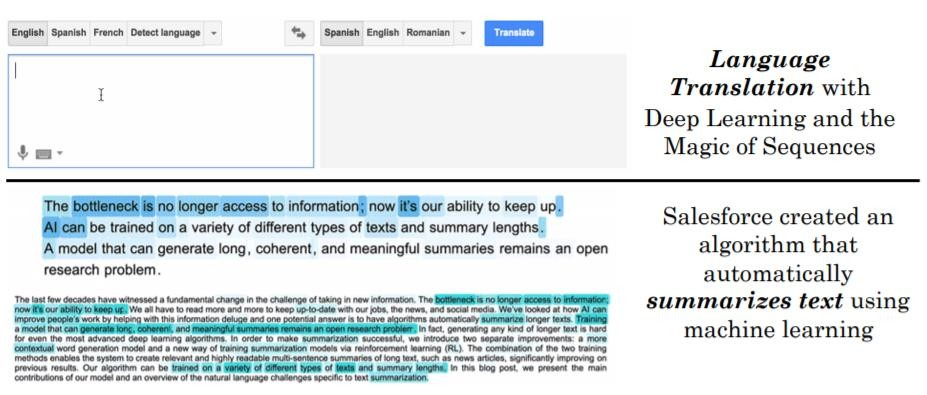 English Spanish French Detect language
Spanish English Romanian Translate
Language
Translation with
Deep Learning and the
Magic of Sequences
The bottleneck is no longer access to information; now it's our ability to keep up.
AI can be trained on a variety of different types of texts and summary lengths.
A model that can generate long, coherent, and meaningful summaries remains an open
research problem.
The last few decades have witnessed a fundamental change in the challenge of taking in new information. The bottleneck is no longer access to information;
now it's our ability to keep up. We all have to read more and more to keep up-to-date with our jobs, the news, and social media. We've looked at how AI can
improve people's work by helping with this information deluge and one potential answer is to have algorithms automatically summarize longer texts. Training
a model that can generate long, coherent, and meaningful summaries remains an open research problem. In fact, generating any kind of longer text is hard
for even the most advanced deep learning algorithms. In order to make summarization successful, we introduce two separate improvements: a more
contextual word generation model and a new way of training summarization models via reinforcement learning (RL). The combination of the two training
methods enables the system to create relevant and highly readable multi-sentence summaries of long text, such as news articles, significantly improving on
previous results. Our algorithm can be trained on a variety of different types of texts and summary lengths. In this blog post, we present the main
contributions of our model and an overview of the natural language challenges specific to text summarization.
Salesforce created an
algorithm that
automatically
summarizes text using
machine learning